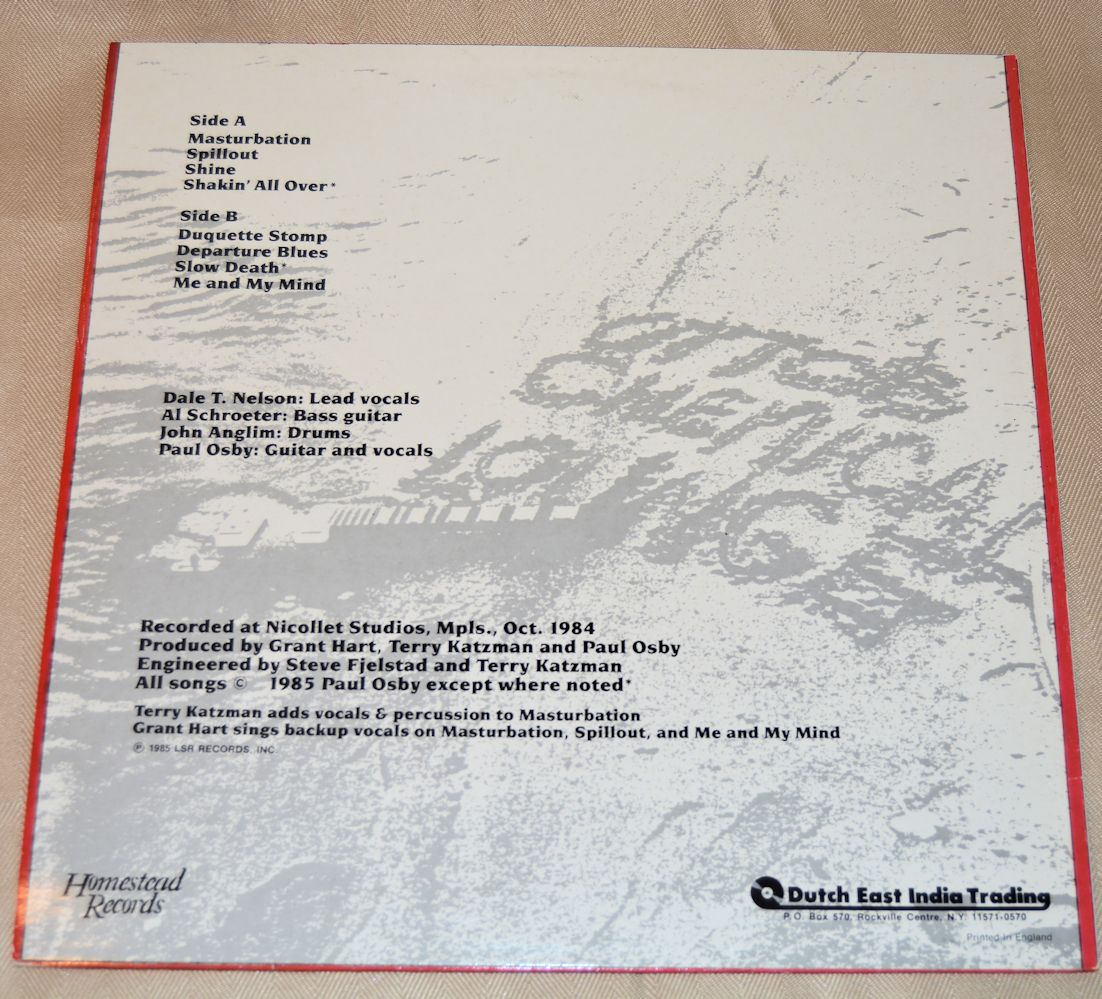 Side A
Masturbation
Spillout
Shine
Shakin' All Over*
Side B
Duquette Stomp
Departure Blues
Slow Death*
Me and My Mind
Dale T. Nelson: Lead vocals
Al Schroeter: Bass guitar
John Anglim: Drums
Paul Osby: Guitar and vocals
Recorded at Nicollet Studios, Mpls., Oct. 1984
Produced by Grant Hart, Terry Katzman and Paul Osby
Engineered by Steve Fjelstad and Terry Katzman
All songs © 1985 Paul Osby except where noted*
Terry Katzman adds vocals & percussion to Masturbation
Grant Hart sings backup vocals on Masturbation, Spillout, and Me and My Mind
℗ 1985 LSR RECORDS, INC.
Homestead
Records
Dutch East India Trading
P.O. Box 570, Rockville Centre, N.Y. 11571-0570
Printed in England